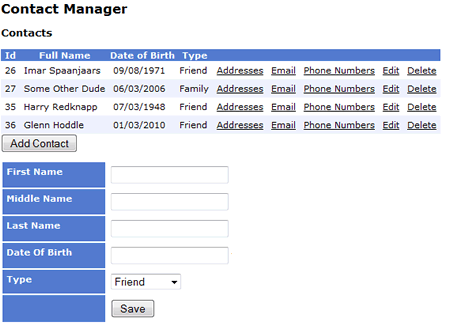 Contact Manager
Contacts
Id Full Name Date of Birth Type
26 Imar Spaanjaars 09/08/1971 Friend Addresses Email Phone Numbers Edit Delete
27 Some Other Dude 06/03/2006 Family Addresses Email Phone Numbers Edit Delete
35 Harry Redknapp 07/03/1948 Friend Addresses Email Phone Numbers Edit Delete
36 Glenn Hoddle 01/03/2010 Friend Addresses Email Phone Numbers Edit Delete
Add Contact
First Name
Middle Name
Last Name
Date Of Birth
Type Friend
Save